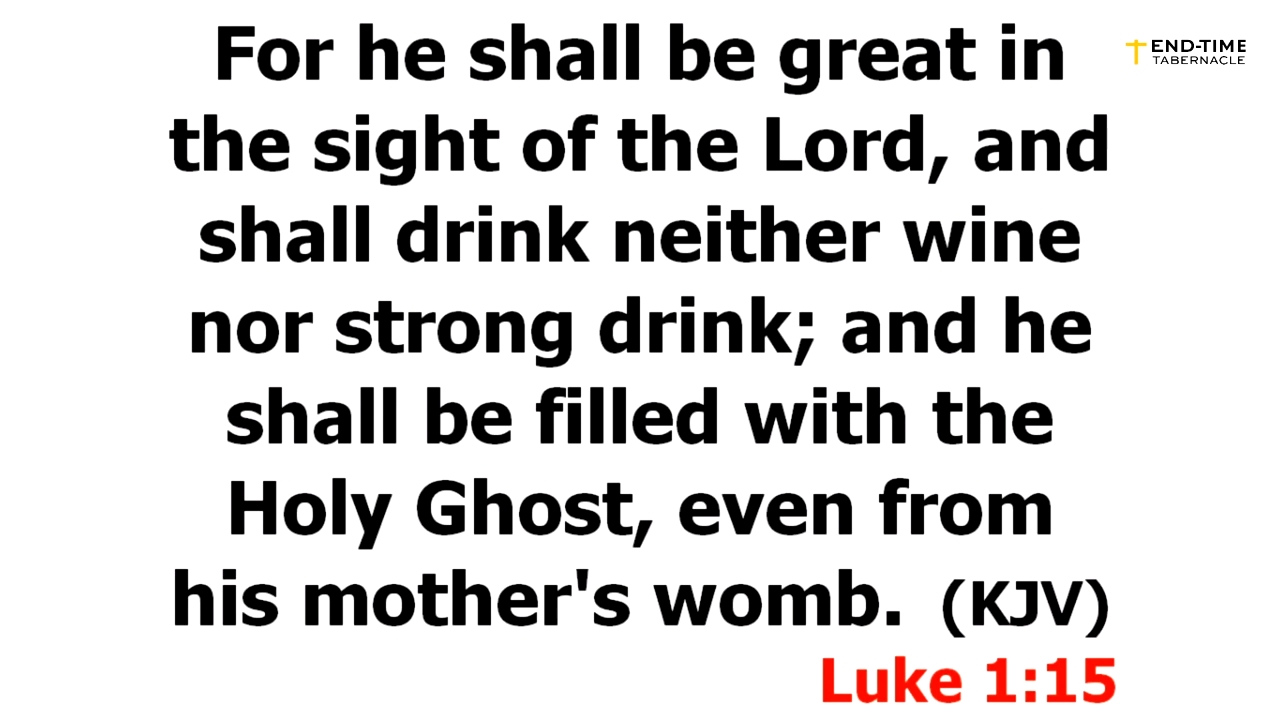 For he shall be great in
the sight of the Lord, and
shall drink neither wine
nor strong drink; and he
shall be filled with the
Holy Ghost, even from
his mother's womb. (KJV)
Luke 1:15
END-TIME
TABERNACLE